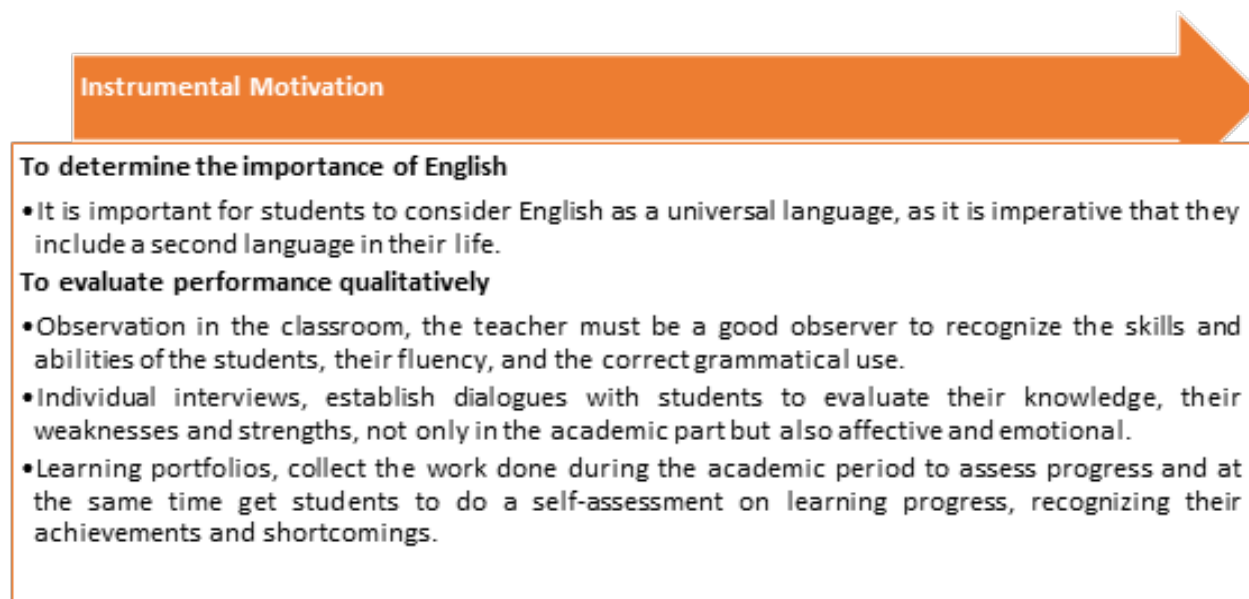 Instrumental Motivation
To determine the importance of English
•It is important for students to consider English as a universal language, as it is imperative that they
include a second language in their life.
To evaluate performance qualitatively
•Observation in the classroom, the teacher must be a good observer to recognize the skills and
abilities of the students, their fluency, and the correct grammatical use.
•Individual interviews, establish dialogues with students to evaluate their knowledge, their
weaknesses and strengths, not only in the academic part but also affective and emotional.
•Learning portfolios, collect the work done during the academic period to assess progress and at
the same time get students to do a self-assessment on learning progress, recognizing their
achievements and shortcomings.